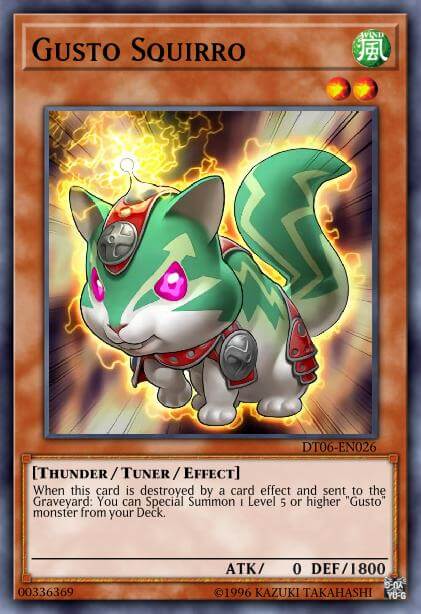 Gusto Squirro
WIND
風
DT06-EN026
[Thunder / Tuner / Effect]
When this card is destroyed by a card effect and sent to the
Graveyard: You can Special Summon 1 Level 5 or higher "Gusto"
monster from your Deck.
ATK/ 0 DEF/1800
00336369
©1996 KAZUKI TAKAHASHI